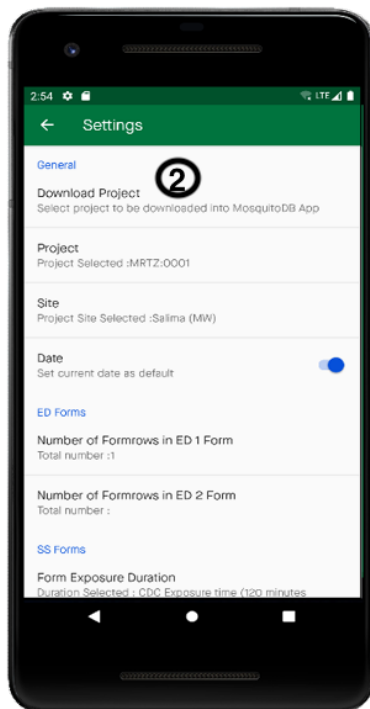 2:54 LTE
Settings
General
2
Download Project
Select project to be downloaded into MosquitoDB App
Project
Project Selected :MRTZ:0001
Site
Project Site Selected :Salima (MW)
Date
Set current date as default
ED Forms
Number of Formrows in ED 1 Form
Total number :1
Number of Formrows in ED 2 Form
Total number :
SS Forms
Form Exposure Duration
Duration Selected : CDC Exposure time (120 minutes